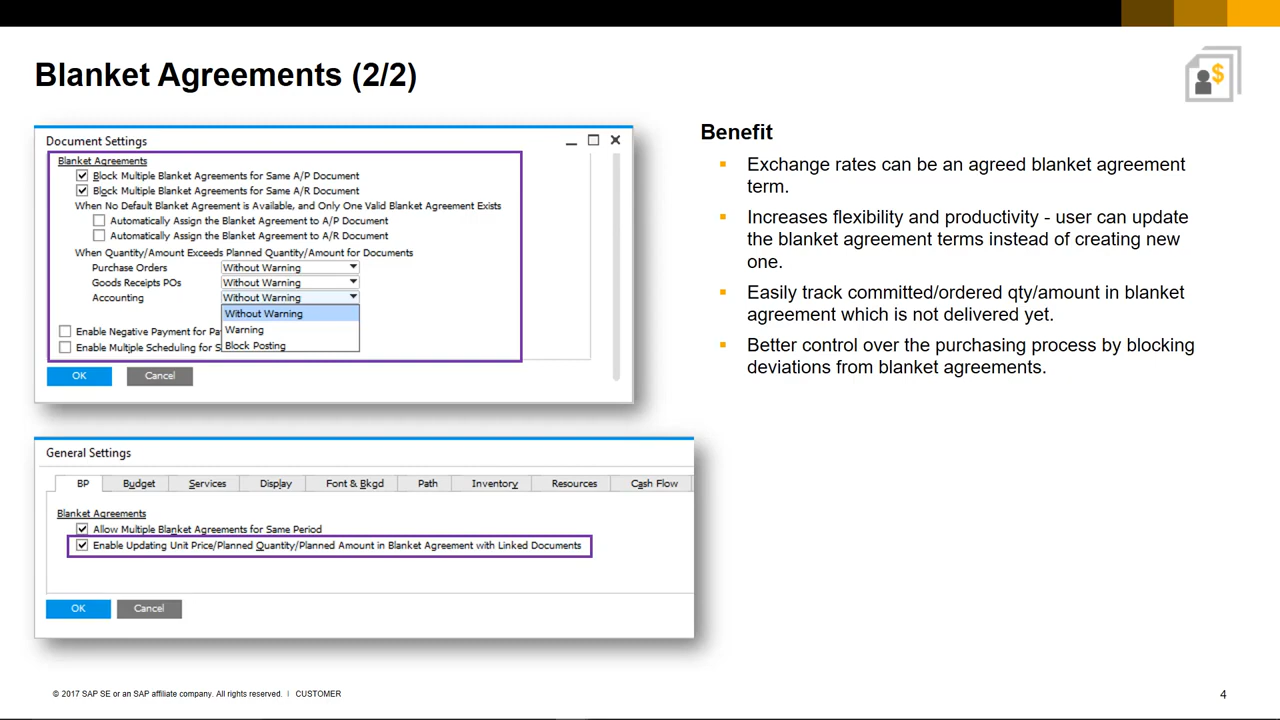 Blanket Agreements (2/2)
$
Document Settings
Blanket Agreements
Block Multiple Blanket Agreements for Same A/P Document
Block Multiple Blanket Agreements for Same A/R Document
When No Default Blanket Agreement is Available, and Only One Valid Blanket Agreement Exists
Automatically Assign the Blanket Agreement to A/P Document
Automatically Assign the Blanket Agreement to A/R Document
When Quantity/Amount Exceeds Planned Quantity/Amount for Documents
Purchase Orders Without Warning
Goods Receipts POs Without Warning
Accounting Without Warning
Without Warning
Warning
Block Posting
Enable Negative Payment for Pa
Enable Multiple Scheduling for S
OK Cancel
General Settings
BP Budget Services Display Font & Bkgd Path Inventory Resources Cash Flow
Blanket Agreements
Allow Multiple Blanket Agreements for Same Period
Enable Updating Unit Price/Planned Quantity/Planned Amount in Blanket Agreement with Linked Documents
OK Cancel
Benefit
Exchange rates can be an agreed blanket agreement
term.
Increases flexibility and productivity - user can update
the blanket agreement terms instead of creating new
one.
Easily track committed/ordered qty/amount in blanket
agreement which is not delivered yet.
Better control over the purchasing process by blocking
deviations from blanket agreements.
© 2017 SAP SE or an SAP affiliate company. All rights reserved. | CUSTOMER
4